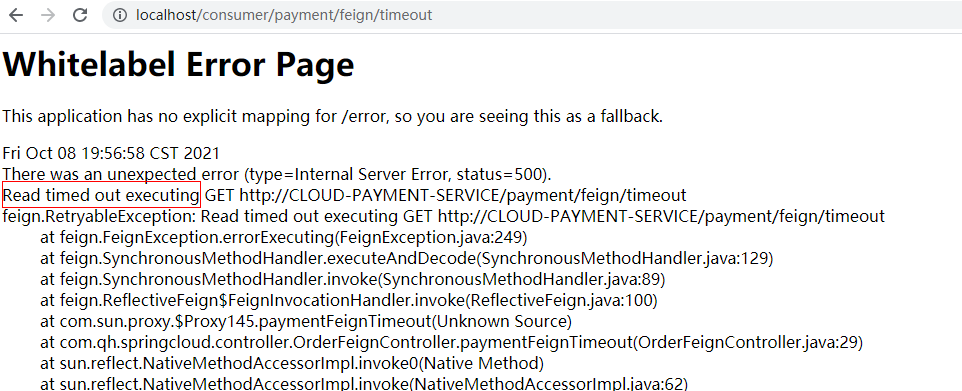 localhost/consumer/payment/feign/timeout
Whitelabel Error Page
This application has no explicit mapping for /error, so you are seeing this as a fallback.
Fri Oct 08 19:56:58 CST 2021
There was an unexpected error (type=Internal Server Error, status=500).
Read timed out executing GET http://CLOUD-PAYMENT-SERVICE/payment/feign/timeout
feign.RetryableException: Read timed out executing GET http://CLOUD-PAYMENT-SERVICE/payment/feign/timeout
at feign.FeignException.errorExecuting(FeignException.java:249)
at feign.SynchronousMethodHandler.executeAndDecode(SynchronousMethodHandler.java:129)
at feign.SynchronousMethodHandler.invoke(SynchronousMethodHandler.java:89)
at feign.ReflectiveFeign$FeignInvocationHandler.invoke(ReflectiveFeign.java:100)
at com.sun.proxy.$Proxy145.paymentFeignTimeout(Unknown Source)
at com.qh.springcloud.controller.OrderFeignController.paymentFeignTimeout(OrderFeignController.java:29)
at sun.reflect.NativeMethodAccessorImpl.invoke0(Native Method)
at sun.reflect.NativeMethodAccessorImpl.invoke(NativeMethodAccessorImpl.java:62)